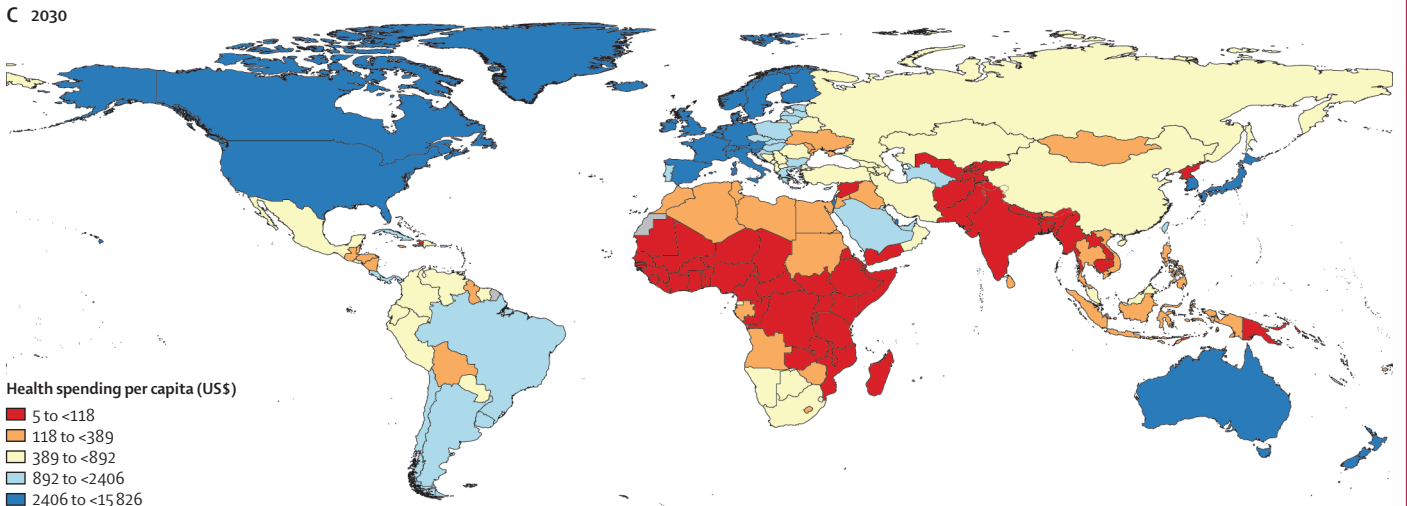 C 2030
Health spending per capita (US$)
5 to <118
118 to <389
389 to <892
892 to <2406
2406 to <15 826